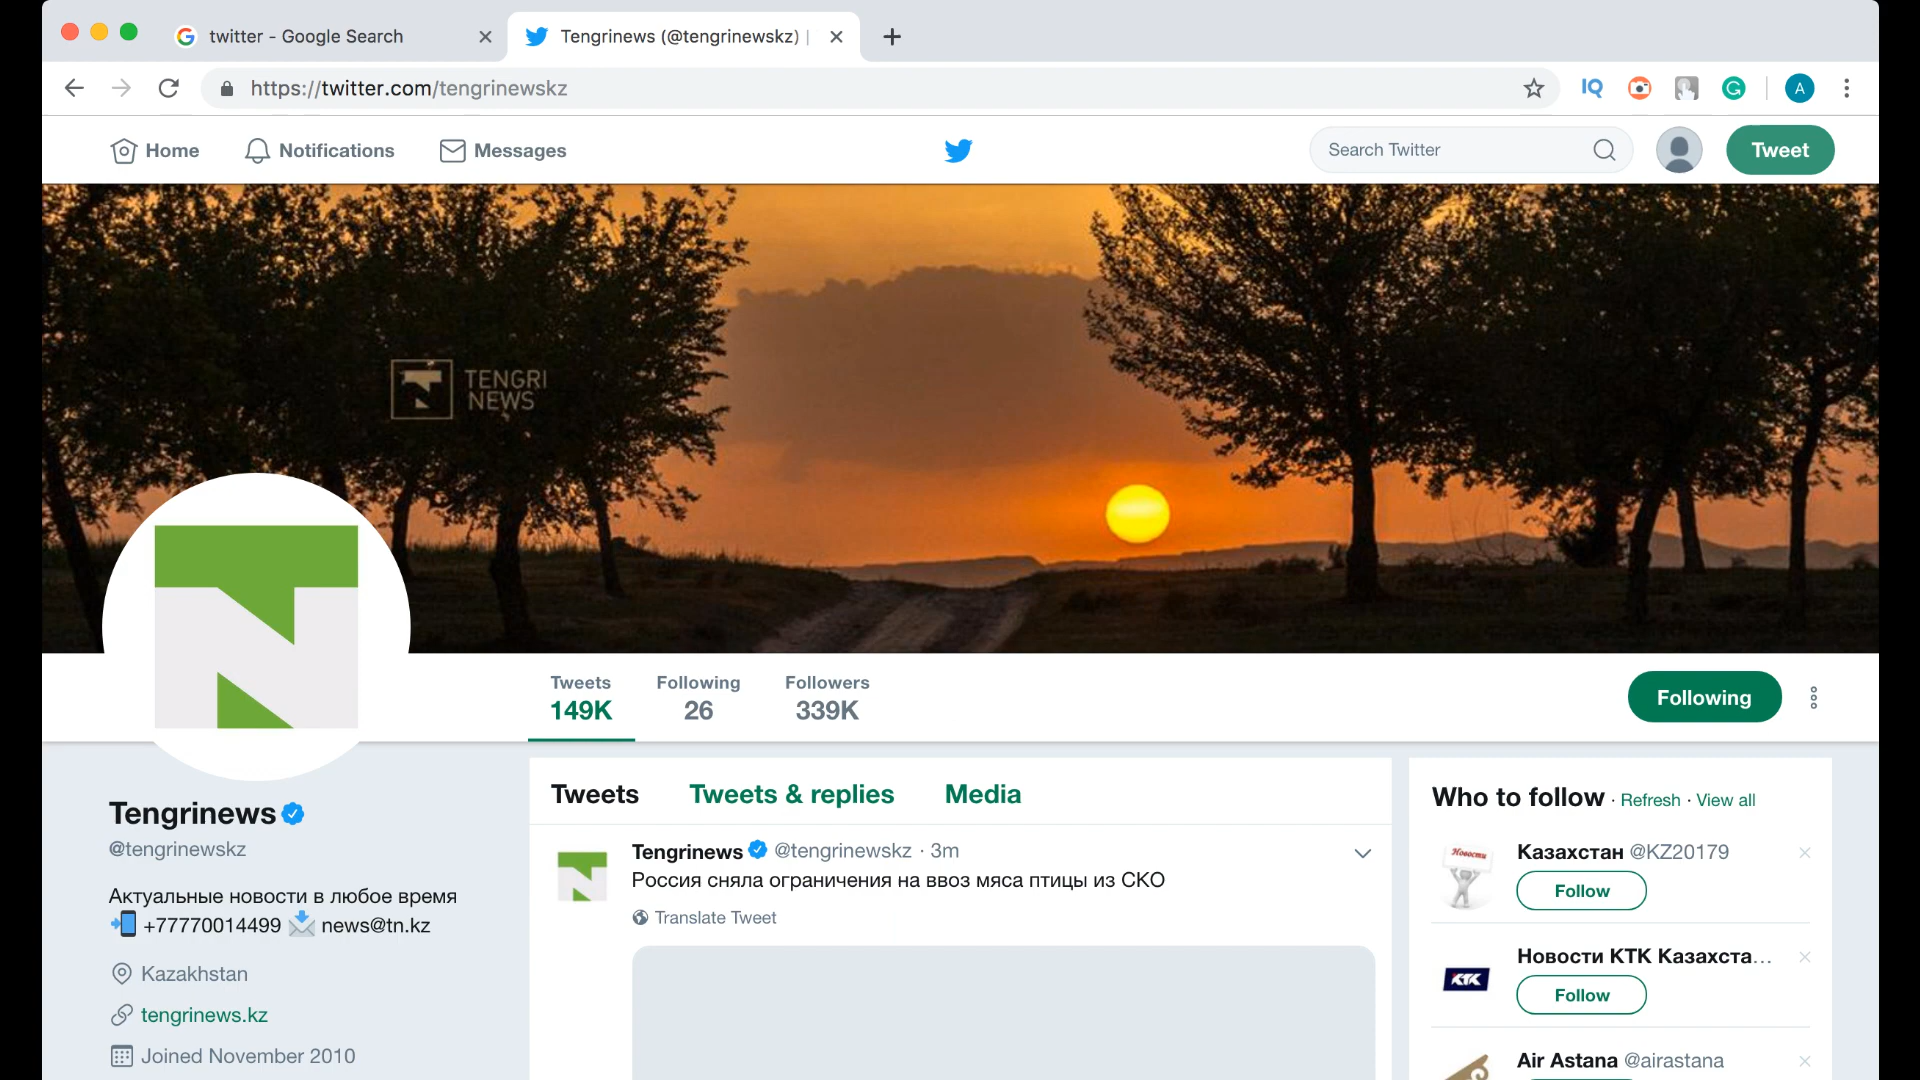 twitter - Google Search
Tengrinews (@tengrinewskz) |
https://twitter.com/tengrinewskz
IQ
A
Home
Notifications
Messages
Search Twitter
Tweet
TENGRI
NEWS
Tweets
149K
Following
26
Followers
339K
Following
Tengrinews
@tengrinewskz
Актуальные новости в любое время
+77770014499 news@tn.kz
Kazakhstan
tengrinews.kz
Joined November 2010
Tweets
Tweets & replies
Media
Tengrinews @tengrinewskz · 3m
Россия сняла ограничения на ввоз мяса птицы из СКО
Translate Tweet
Who to follow · Refresh · View all
Новости
Казахстан @KZ20179
Follow
КТК
Новости КТК Казахста...
Follow
Air Astana @airastana